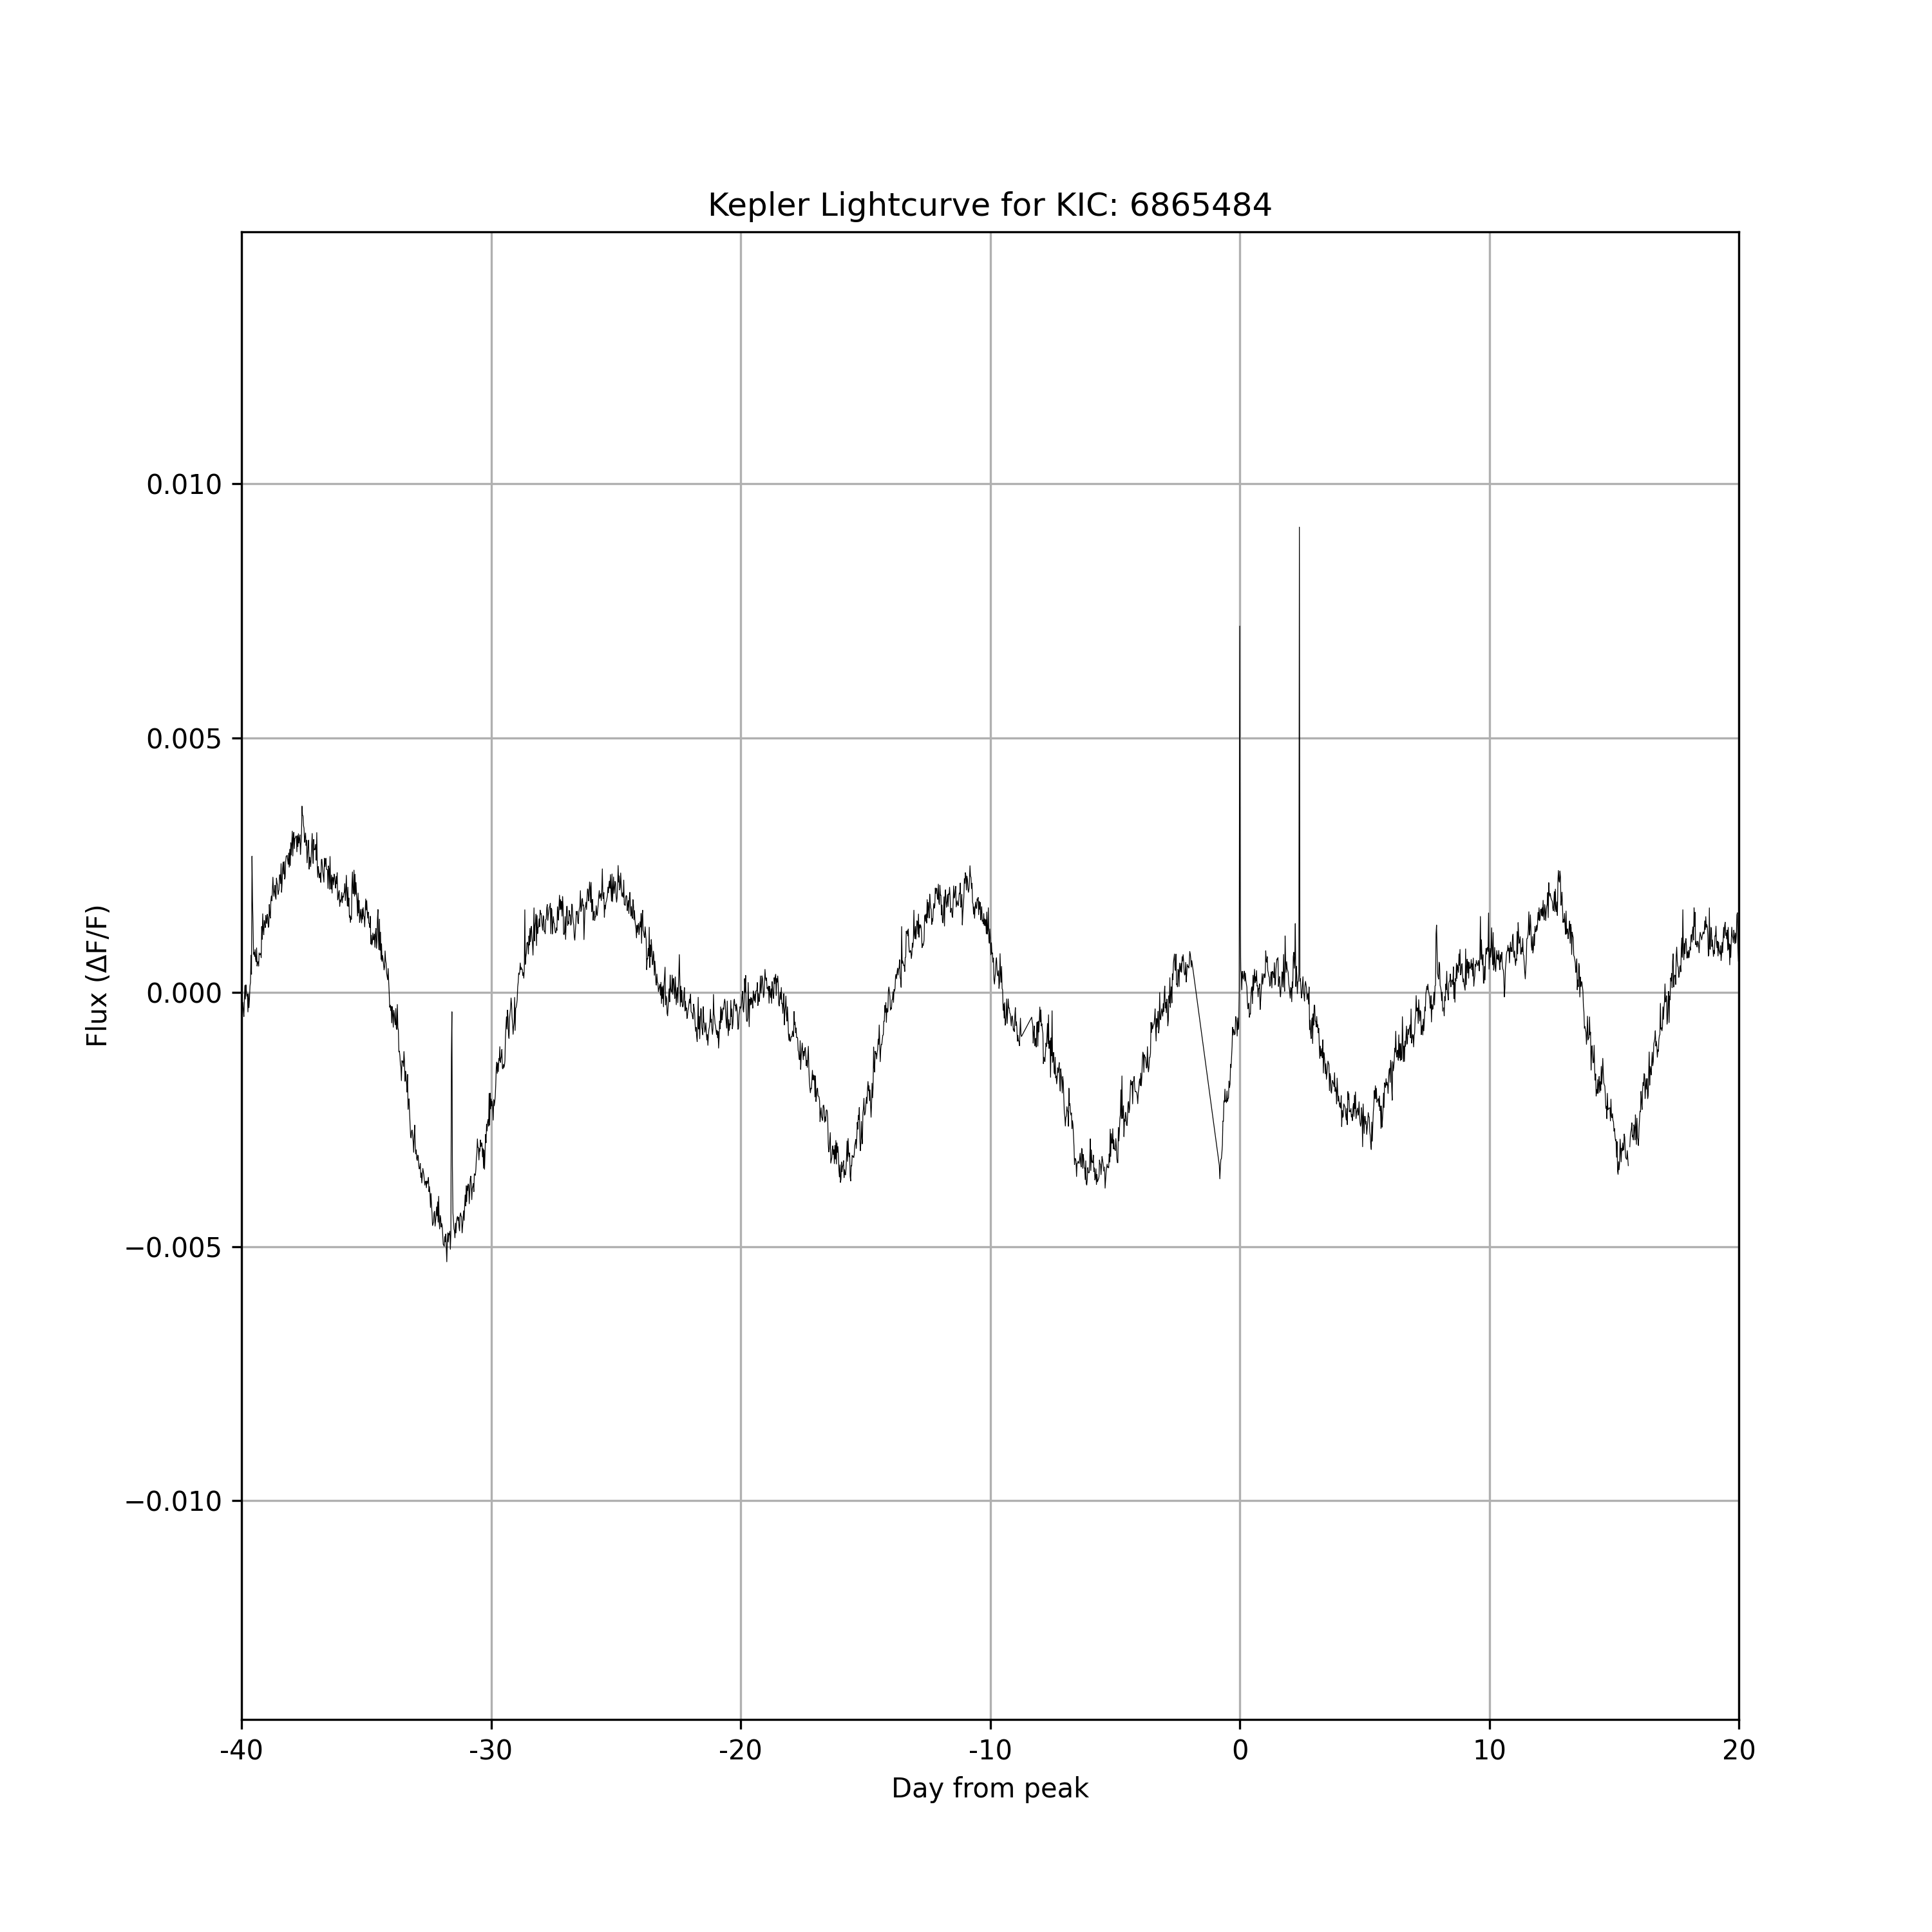 Kepler Lightcurve for KIC: 6865484
0.010
0.005
0.000
−0.005
−0.010
Flux (ΔF/F)
-40 -30 -20 -10 0 10 20
Day from peak